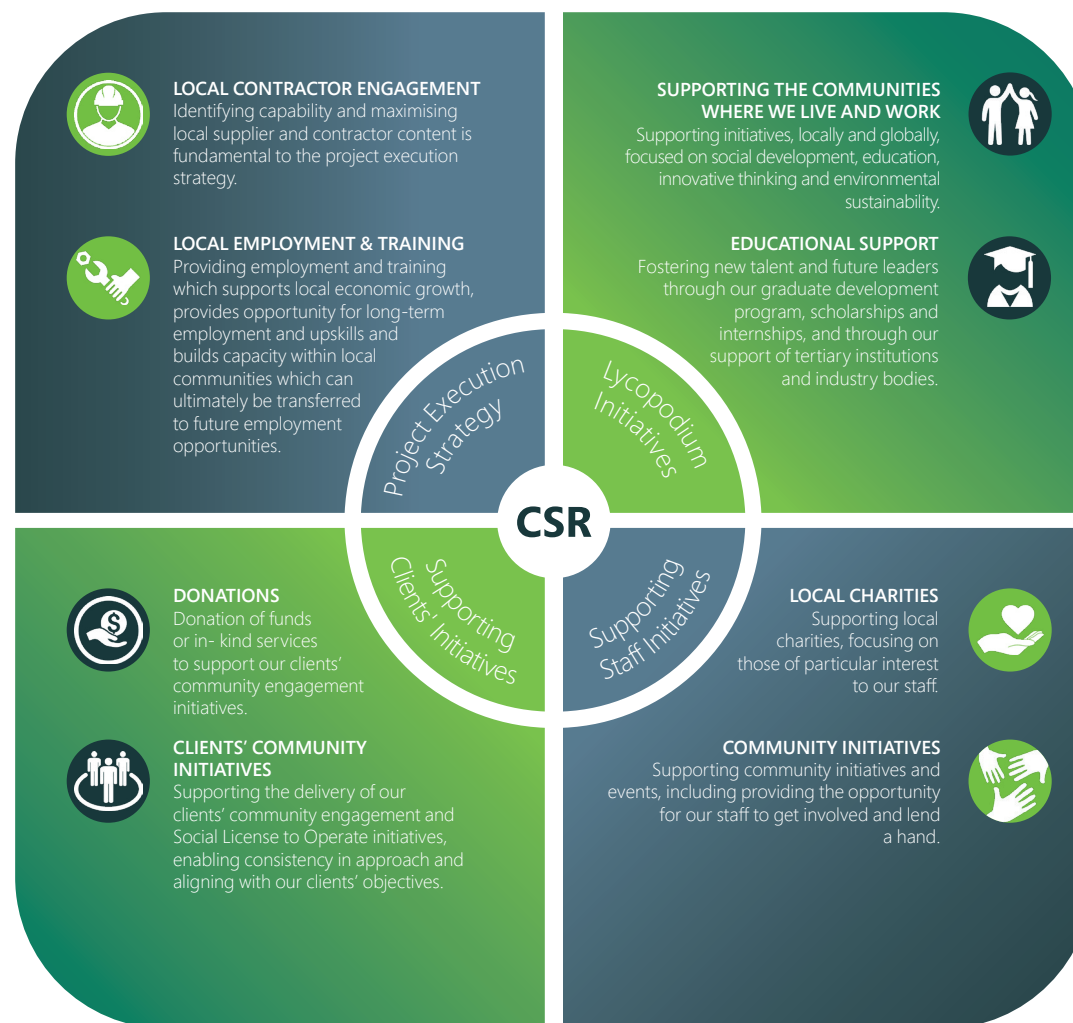 LOCAL CONTRACTOR ENGAGEMENT
Identifying capability and maximising
local supplier and contractor content is
fundamental to the project execution
strategy.
LOCAL EMPLOYMENT & TRAINING
Providing employment and training
which supports local economic growth,
provides opportunity for long-term
employment and upskills and
builds capacity within local
communities which can
ultimately be transferred
to future employment
opportunities.
SUPPORTING THE COMMUNITIES
WHERE WE LIVE AND WORK
Supporting initiatives, locally and globally,
focused on social development, education,
innovative thinking and environmental
sustainability.
EDUCATIONAL SUPPORT
Fostering new talent and future leaders
through our graduate development
program, scholarships and
internships, and through our
support of tertiary institutions
and industry bodies.
Project Execution
Strategy
Lycopodium
Initiatives
CSR
Supporting
Clients' Initiatives
Supporting
Staff Initiatives
DONATIONS
Donation of funds
or in- kind services
to support our clients'
community engagement
initiatives.
CLIENTS' COMMUNITY
INITIATIVES
Supporting the delivery of our
clients' community engagement and
Social License to Operate initiatives,
enabling consistency in approach and
aligning with our clients' objectives.
LOCAL CHARITIES
Supporting local
charities, focusing on
those of particular interest
to our staff.
COMMUNITY INITIATIVES
Supporting community initiatives and
events, including providing the opportunity
for our staff to get involved and lend
a hand.
$